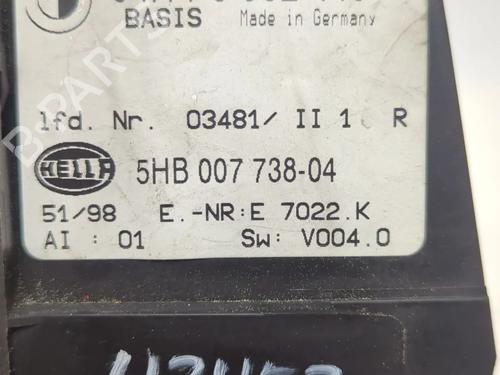 BASIS Made in Germany
lfd. Nr. 03481/ II 1 R
HELLA 5HB 007 738-04
51/98 E.-NR:E 7022.K
AI : 01 Sw: V004.0